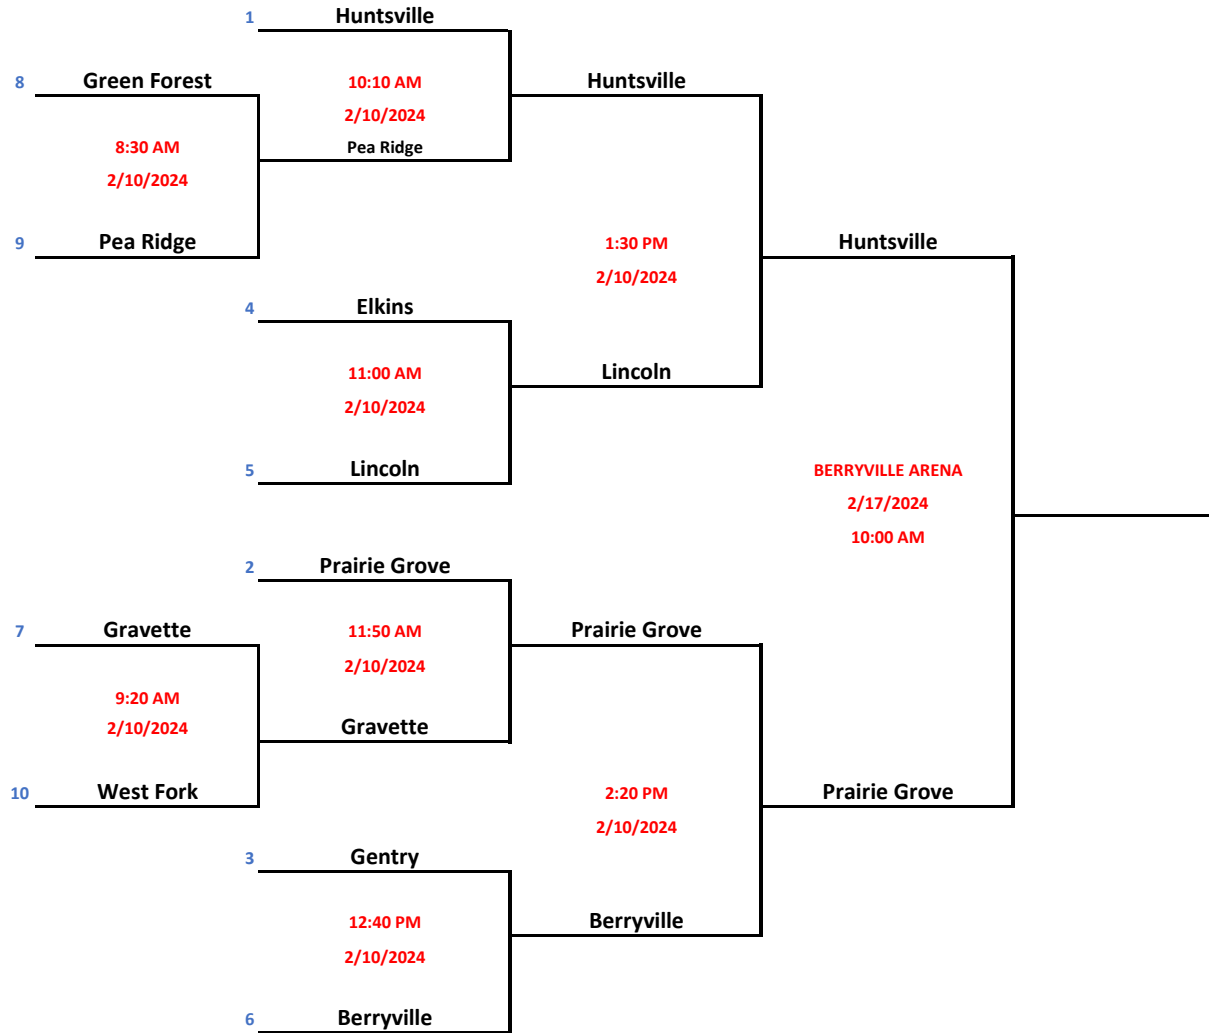 1 Huntsville
8 Green Forest 10:10 AM Huntsville
2/10/2024
8:30 AM Pea Ridge
2/10/2024
9 Pea Ridge 1:30 PM Huntsville
2/10/2024
4 Elkins
11:00 AM Lincoln
2/10/2024
5 Lincoln BERRYVILLE ARENA
2/17/2024
10:00 AM
2 Prairie Grove
7 Gravette 11:50 AM Prairie Grove
2/10/2024
9:20 AM
2/10/2024 Gravette
10 West Fork 2:20 PM Prairie Grove
2/10/2024
3 Gentry
12:40 PM Berryville
2/10/2024
6 Berryville